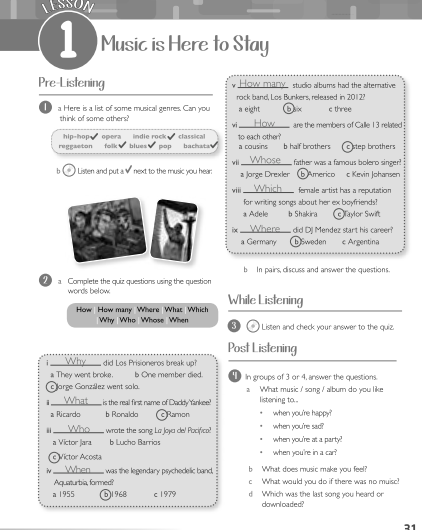 LESSON
1 Music is Here to Stay
Pre-Listening
1 a Here is a list of some musical genres. Can you
think of some others?
hip-hop✓ opera indie rock✓ classical
reggaeton folk✓ blues✓ pop bachata✓
b Listen and put a ✓ next to the music you hear.
2 a Complete the quiz questions using the question
words below.
How | How many | Where | What | Which
| Why | Who | Whose | When
i Why did Los Prisioneros break up?
a They went broke. b One member died.
c Jorge González went solo.
ii What is the real first name of Daddy Yankee?
a Ricardo b Ronaldo c Ramon
iii Who wrote the song La Joya del Pacífico?
a Víctor Jara b Lucho Barrios
c Víctor Acosta
iv When was the legendary psychedelic band,
Aquaturbia, formed?
a 1955 b 1968 c 1979
v How many studio albums had the alternative
rock band, Los Bunkers, released in 2012?
a eight b six c three
vi How are the members of Calle 13 related
to each other?
a cousins b half brothers c step brothers
vii Whose father was a famous bolero singer?
a Jorge Drexler b Americo c Kevin Johansen
viii Which female artist has a reputation
for writing songs about her ex boyfriends?
a Adele b Shakira c Taylor Swift
ix Where did DJ Mendez start his career?
a Germany b Sweden c Argentina
b In pairs, discuss and answer the questions.
While Listening
3 Listen and check your answer to the quiz.
Post Listening
4 In groups of 3 or 4, answer the questions.
a What music / song / album do you like
listening to...
• when you're happy?
• when you're sad?
• when you're at a party?
• when you're in a car?
b What does music make you feel?
c What would you do if there was no muisc?
d Which was the last song you heard or
downloaded?
31